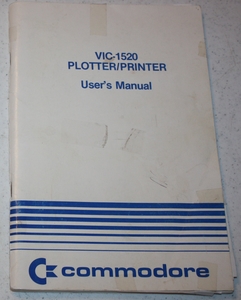 VIC-1520
PLOTTER/PRINTER
User's Manual
commodore